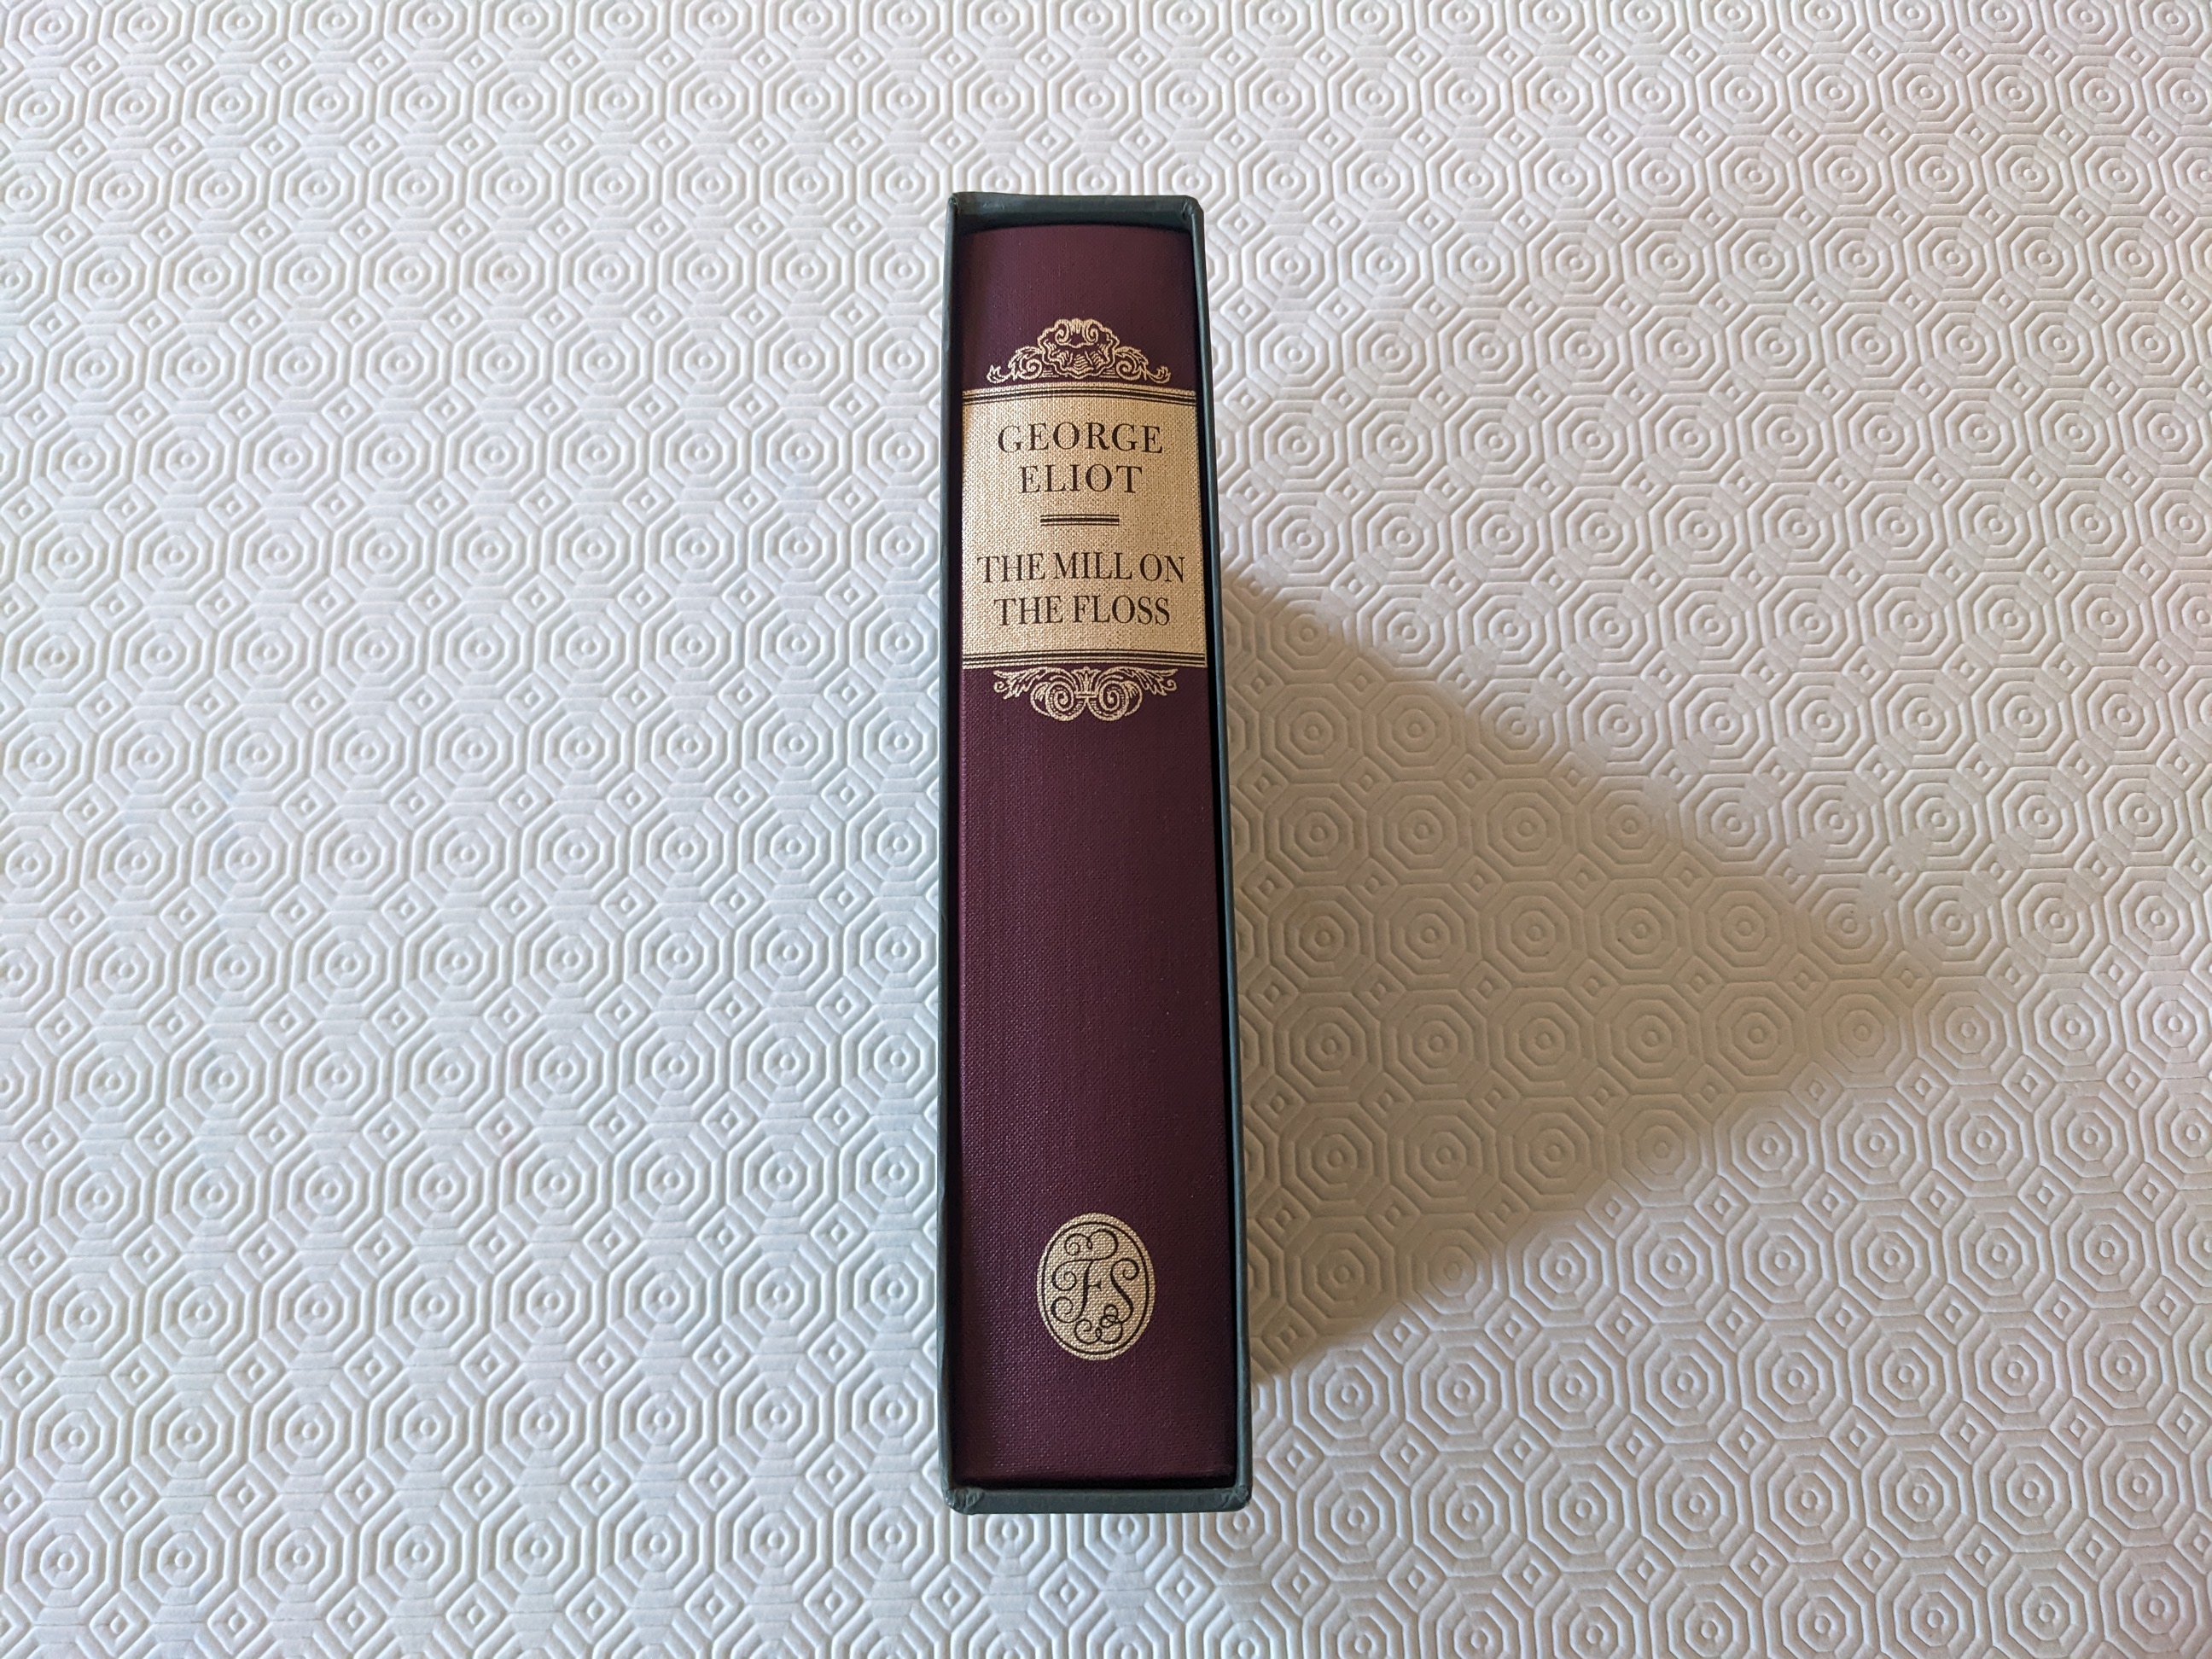 GEORGE
ELIOT
THE MILL ON
THE FLOSS
FS